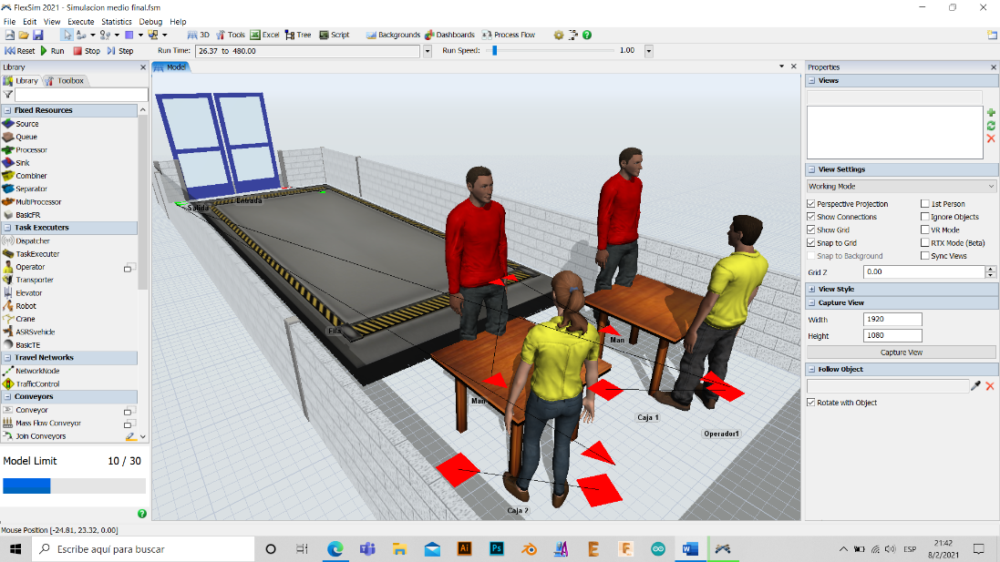 FlexSim 2021 - Simulacion medio final.fsm
File Edit View Execute Statistics Debug Help
3D Tools Excel Tree Script Backgrounds Dashboards Process Flow
Reset Run Stop Step Run Time: 26.37 to 480.00 Run Speed: 1.00
Library
Library Toolbox
Fixed Resources
Source
Queue
Processor
Sink
Combiner
Separator
MultiProcessor
BasicFR
Task Executers
Dispatcher
TaskExecuter
Operator
Transporter
Elevator
Robot
Crane
ASRSvehicle
BasicTE
Travel Networks
NetworkNode
TrafficControl
Conveyors
Conveyor
Mass Flow Conveyor
Join Conveyors
Model Limit 10 / 30
Model
Entrada
Salida
Fila
Man
Man
Caja 1
Operador1
Caja 2
Properties
Views
View Settings
Working Mode
Perspective Projection 1st Person
Show Connections Ignore Objects
Show Grid VR Mode
Snap to Grid RTX Mode (Beta)
Snap to Background Sync Views
Grid Z 0.00
View Style
Capture View
Width 1920
Height 1080
Capture View
Follow Object
Rotate with Object
Mouse Position [-24.81, 23.32, 0.00]
Escribe aquí para buscar
Ai
Ps
ESP
21:42
8/2/2021